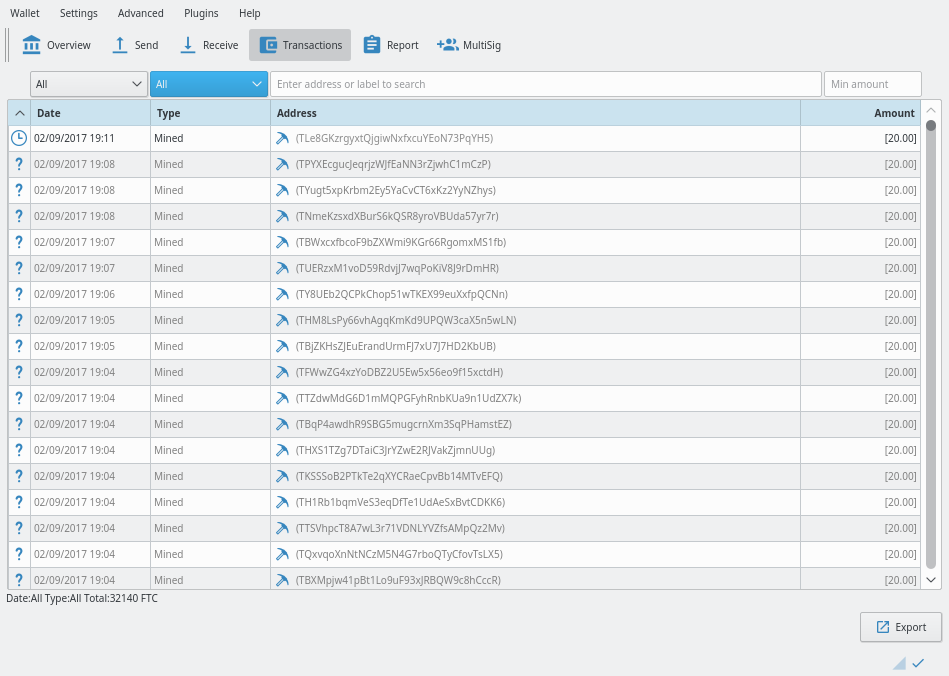 Wallet Settings Advanced Plugins Help
Overview Send Receive Transactions Report MultiSig
All All Enter address or label to search Min amount
Date Type Address Amount
02/09/2017 19:11 Mined (TLe8GKzrgyxtQjgiwNxfxcuYEoN73PqYH5) [20.00]
? 02/09/2017 19:08 Mined (TPYXEcgucJeqrjzWJfEaNN3rZjwhC1mCzP) [20.00]
? 02/09/2017 19:08 Mined (TYugt5xpKrbm2Ey5YaCvCT6xKz2YyNZhys) [20.00]
? 02/09/2017 19:08 Mined (TNmeKzsxdXBurS6kQSR8yroVBUda57yr7r) [20.00]
? 02/09/2017 19:07 Mined (TBWxcxfbcoF9bZXWmi9KGr66RgomxMS1fb) [20.00]
? 02/09/2017 19:07 Mined (TUERzxM1voD59RdvjJ7wqPoKiV8J9rDmHR) [20.00]
? 02/09/2017 19:06 Mined (TY8UEb2QCPkChop51wTKEX99euXxfpQCNn) [20.00]
? 02/09/2017 19:05 Mined (THM8LsPy66vhAgqKmKd9UPQW3caX5n5wLN) [20.00]
? 02/09/2017 19:05 Mined (TBjZKHsZJEuErandUrmFJ7xU7J7HD2KbUB) [20.00]
? 02/09/2017 19:04 Mined (TFWwZG4xzYoDBZ2U5Ew5x56eo9f15xctdH) [20.00]
? 02/09/2017 19:04 Mined (TTZdwMdG6D1mMQPGFyhRnbKUa9n1UdZX7k) [20.00]
? 02/09/2017 19:04 Mined (TBqP4awdhR9SBG5mugcrnXm3SqPHamstEZ) [20.00]
? 02/09/2017 19:04 Mined (THXS1TZg7DTaiC3JrYZwE2RJVakZjmnUUg) [20.00]
? 02/09/2017 19:04 Mined (TKSSSoB2PTkTe2qXYCRaeCpvBb14MTvEFQ) [20.00]
? 02/09/2017 19:04 Mined (TH1Rb1bqmVeS3eqDfTe1UdAeSxBvtCDKK6) [20.00]
? 02/09/2017 19:04 Mined (TTSVhpcT8A7wL3r71VDNLYVZfsAMpQz2Mv) [20.00]
? 02/09/2017 19:04 Mined (TQxvqoXnNtNCzM5N4G7rboQTyCfovTsLX5) [20.00]
? 02/09/2017 19:04 Mined (TBXMpjw41pBt1Lo9uF93xJRBQW9c8hCccR) [20.00]
Date:All Type:All Total:32140 FTC
Export